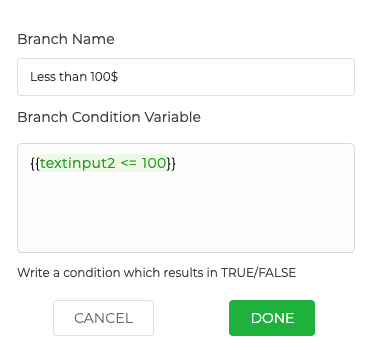 Branch Name
Less than 100$
Branch Condition Variable
{{textinput2 <= 100}}
Write a condition which results in TRUE/FALSE
CANCEL
DONE